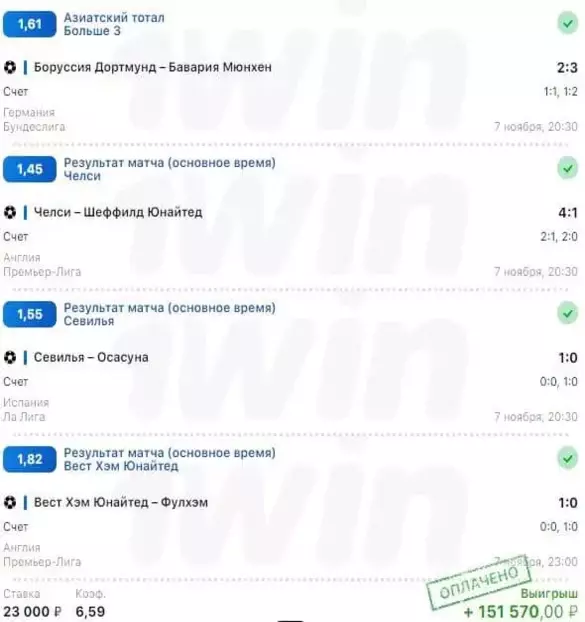 1,61
Азиатский тотал
Больше 3
Боруссия Дортмунд – Бавария Мюнхен 2:3
Счет 1:1, 1:2
Германия
Бундеслига 7 ноября, 20:30
1,45
Результат матча (основное время)
Челси
Челси – Шеффилд Юнайтед 4:1
Счет 2:1, 2:0
Англия
Премьер-Лига 7 ноября, 20:30
1,55
Результат матча (основное время)
Севилья
Севилья – Осасуна 1:0
Счет 0:0, 1:0
Испания
Ла Лига 7 ноября, 20:30
1,82
Результат матча (основное время)
Вест Хэм Юнайтед
Вест Хэм Юнайтед – Фулхэм 1:0
Счет 0:0, 1:0
Англия
Премьер-Лига 7 ноября, 23:00
ОПЛАЧЕНО
Ставка Коэф. Выигрыш
23 000 ₽ 6,59 + 151 570,00 ₽
1win
1win
1win
1win